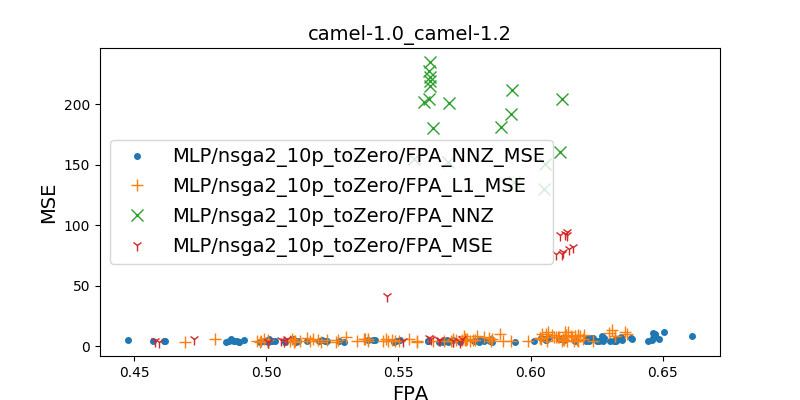 camel-1.0_camel-1.2
MSE
200
150
100
50
0
MLP/nsga2_10p_toZero/FPA_NNZ_MSE
MLP/nsga2_10p_toZero/FPA_L1_MSE
MLP/nsga2_10p_toZero/FPA_NNZ
MLP/nsga2_10p_toZero/FPA_MSE
0.45 0.50 0.55 0.60 0.65
FPA